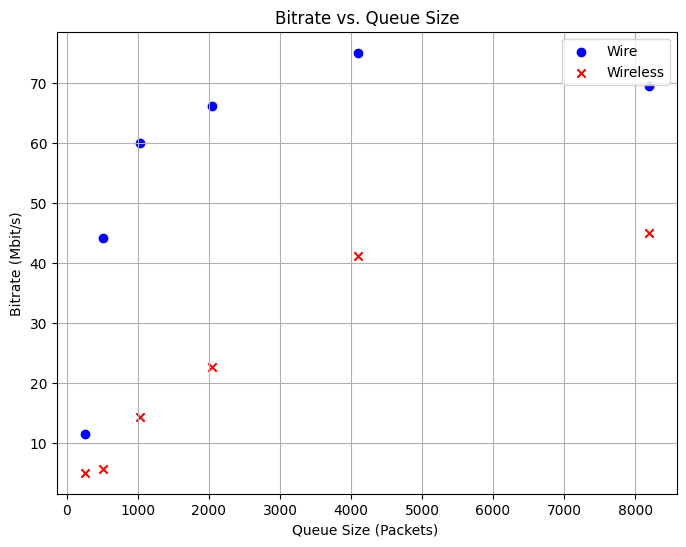 Bitrate vs. Queue Size
Wire
Wireless
Bitrate (Mbit/s)
70
60
50
40
30
20
10
0 1000 2000 3000 4000 5000 6000 7000 8000
Queue Size (Packets)